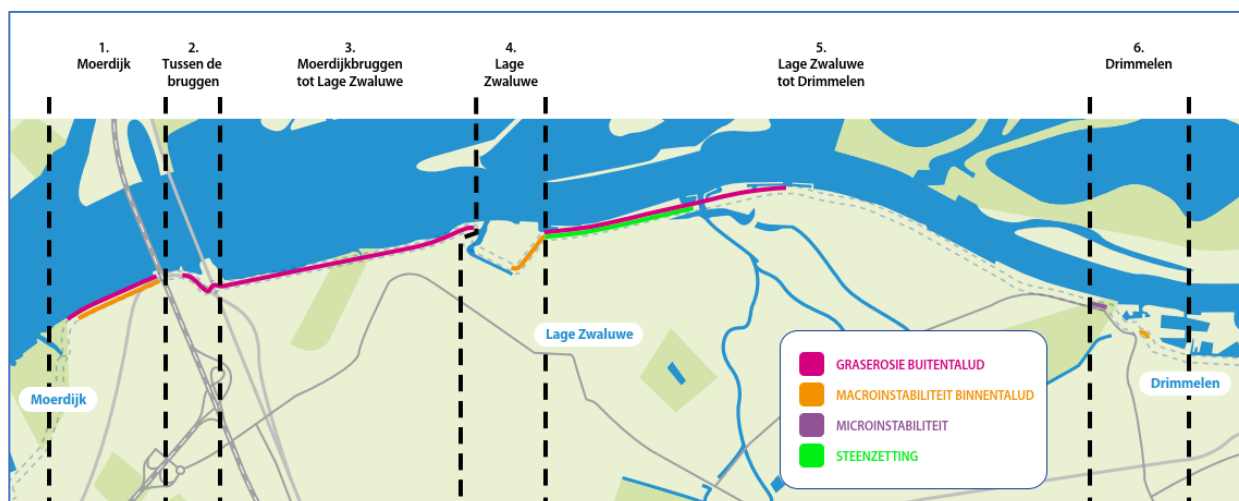 1.
Moerdijk
2.
Tussen de
bruggen
3.
Moerdijkbruggen
tot Lage Zwaluwe
4.
Lage
Zwaluwe
5.
Lage Zwaluwe
tot Drimmelen
6.
Drimmelen
Lage Zwaluwe
Moerdijk
Drimmelen
GRASEROSIE BUITENTALUD
MACROINSTABILITEIT BINNENTALUD
MICROINSTABILITEIT
STEENZETTING